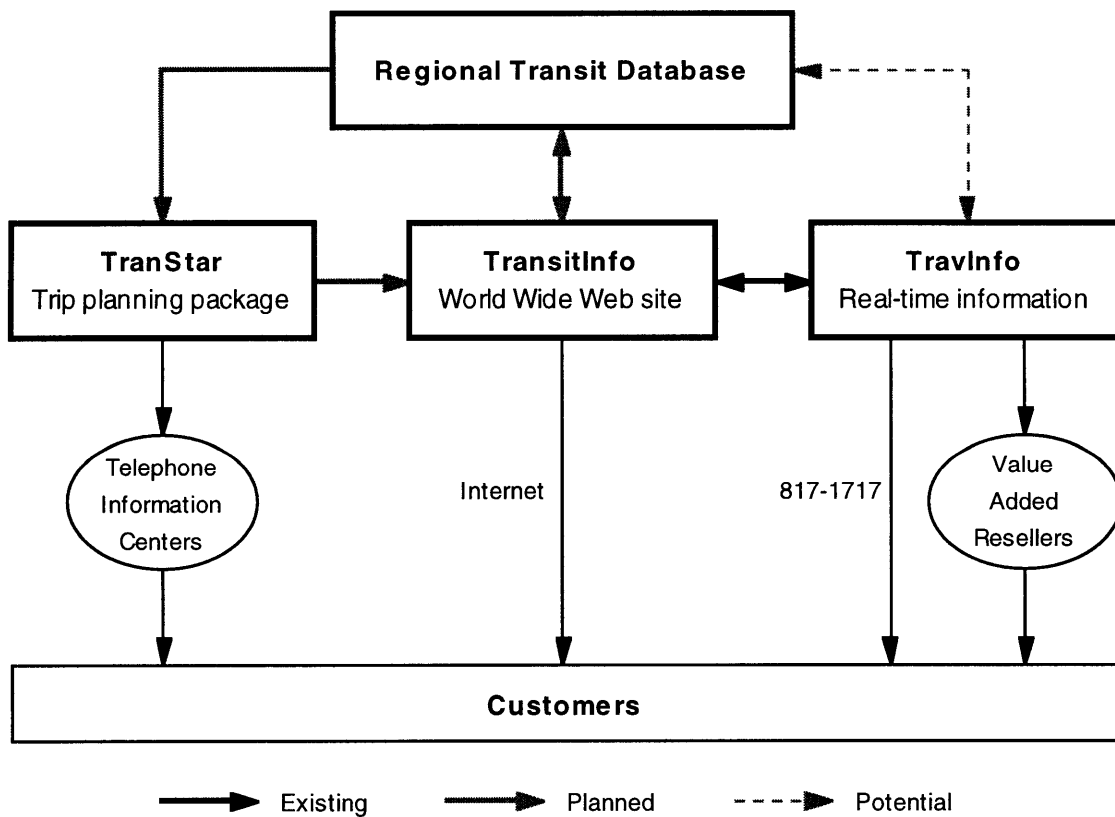 Regional Transit Database
TranStar
Trip planning package
TransitInfo
World Wide Web site
TravInfo
Real-time information
Telephone
Information
Centers
Internet
817-1717
Value
Added
Resellers
Customers
Existing
Planned
Potential